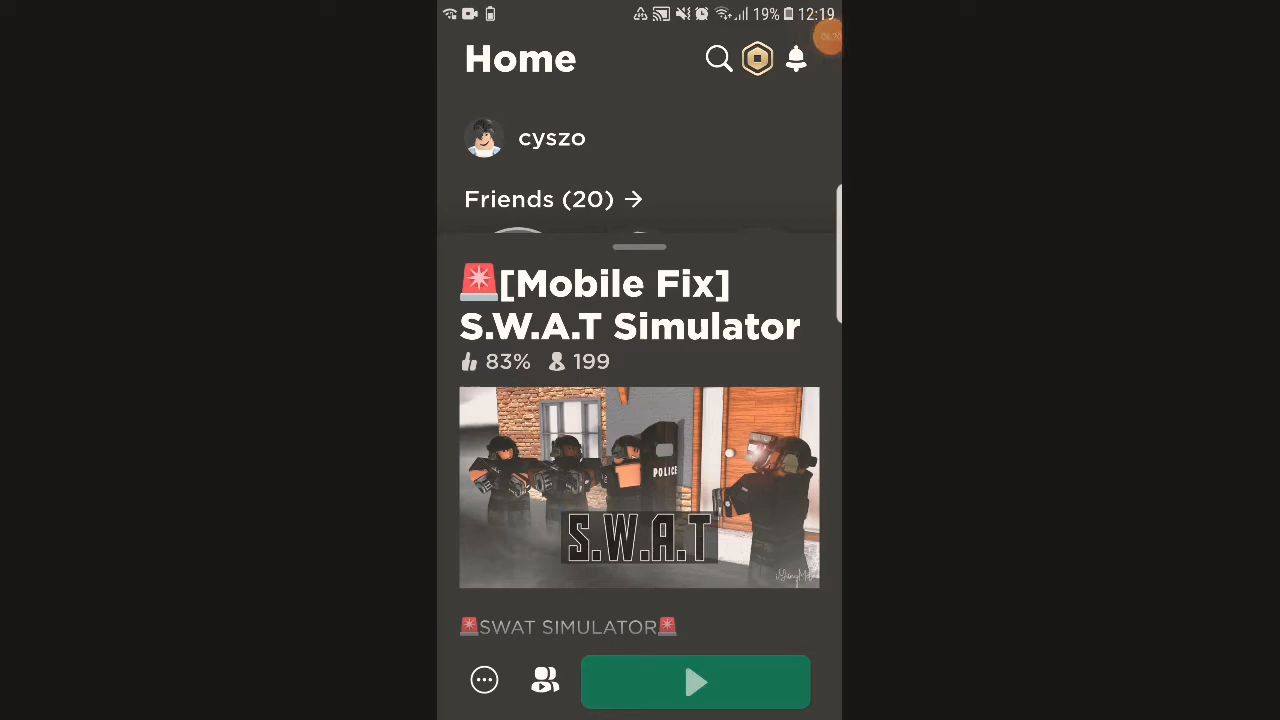 19% 12:19
Home
cyszo
Friends (20) →
🚨[Mobile Fix]
S.W.A.T Simulator
83% 199
POLICE
S.W.A.T
🚨SWAT SIMULATOR🚨